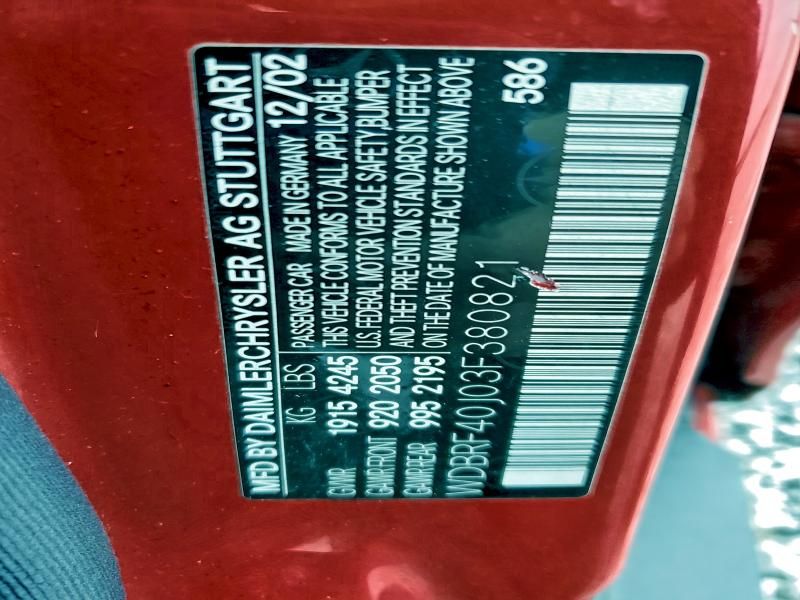 MFD BY DAIMLERCHRYSLER AG STUTTGART
KG LBS PASSENGER CAR MADE IN GERMANY 12/02
GVWR 1915 4245 THIS VEHICLE CONFORMS TO ALL APPLICABLE
GAWR-FRONT 920 2050 U.S. FEDERAL MOTOR VEHICLE SAFETY,BUMPER
GAWR-REAR 995 2195 AND THEFT PREVENTION STANDARDS IN EFFECT
ON THE DATE OF MANUFACTURE SHOWN ABOVE
WDBRF40J03F380821
586